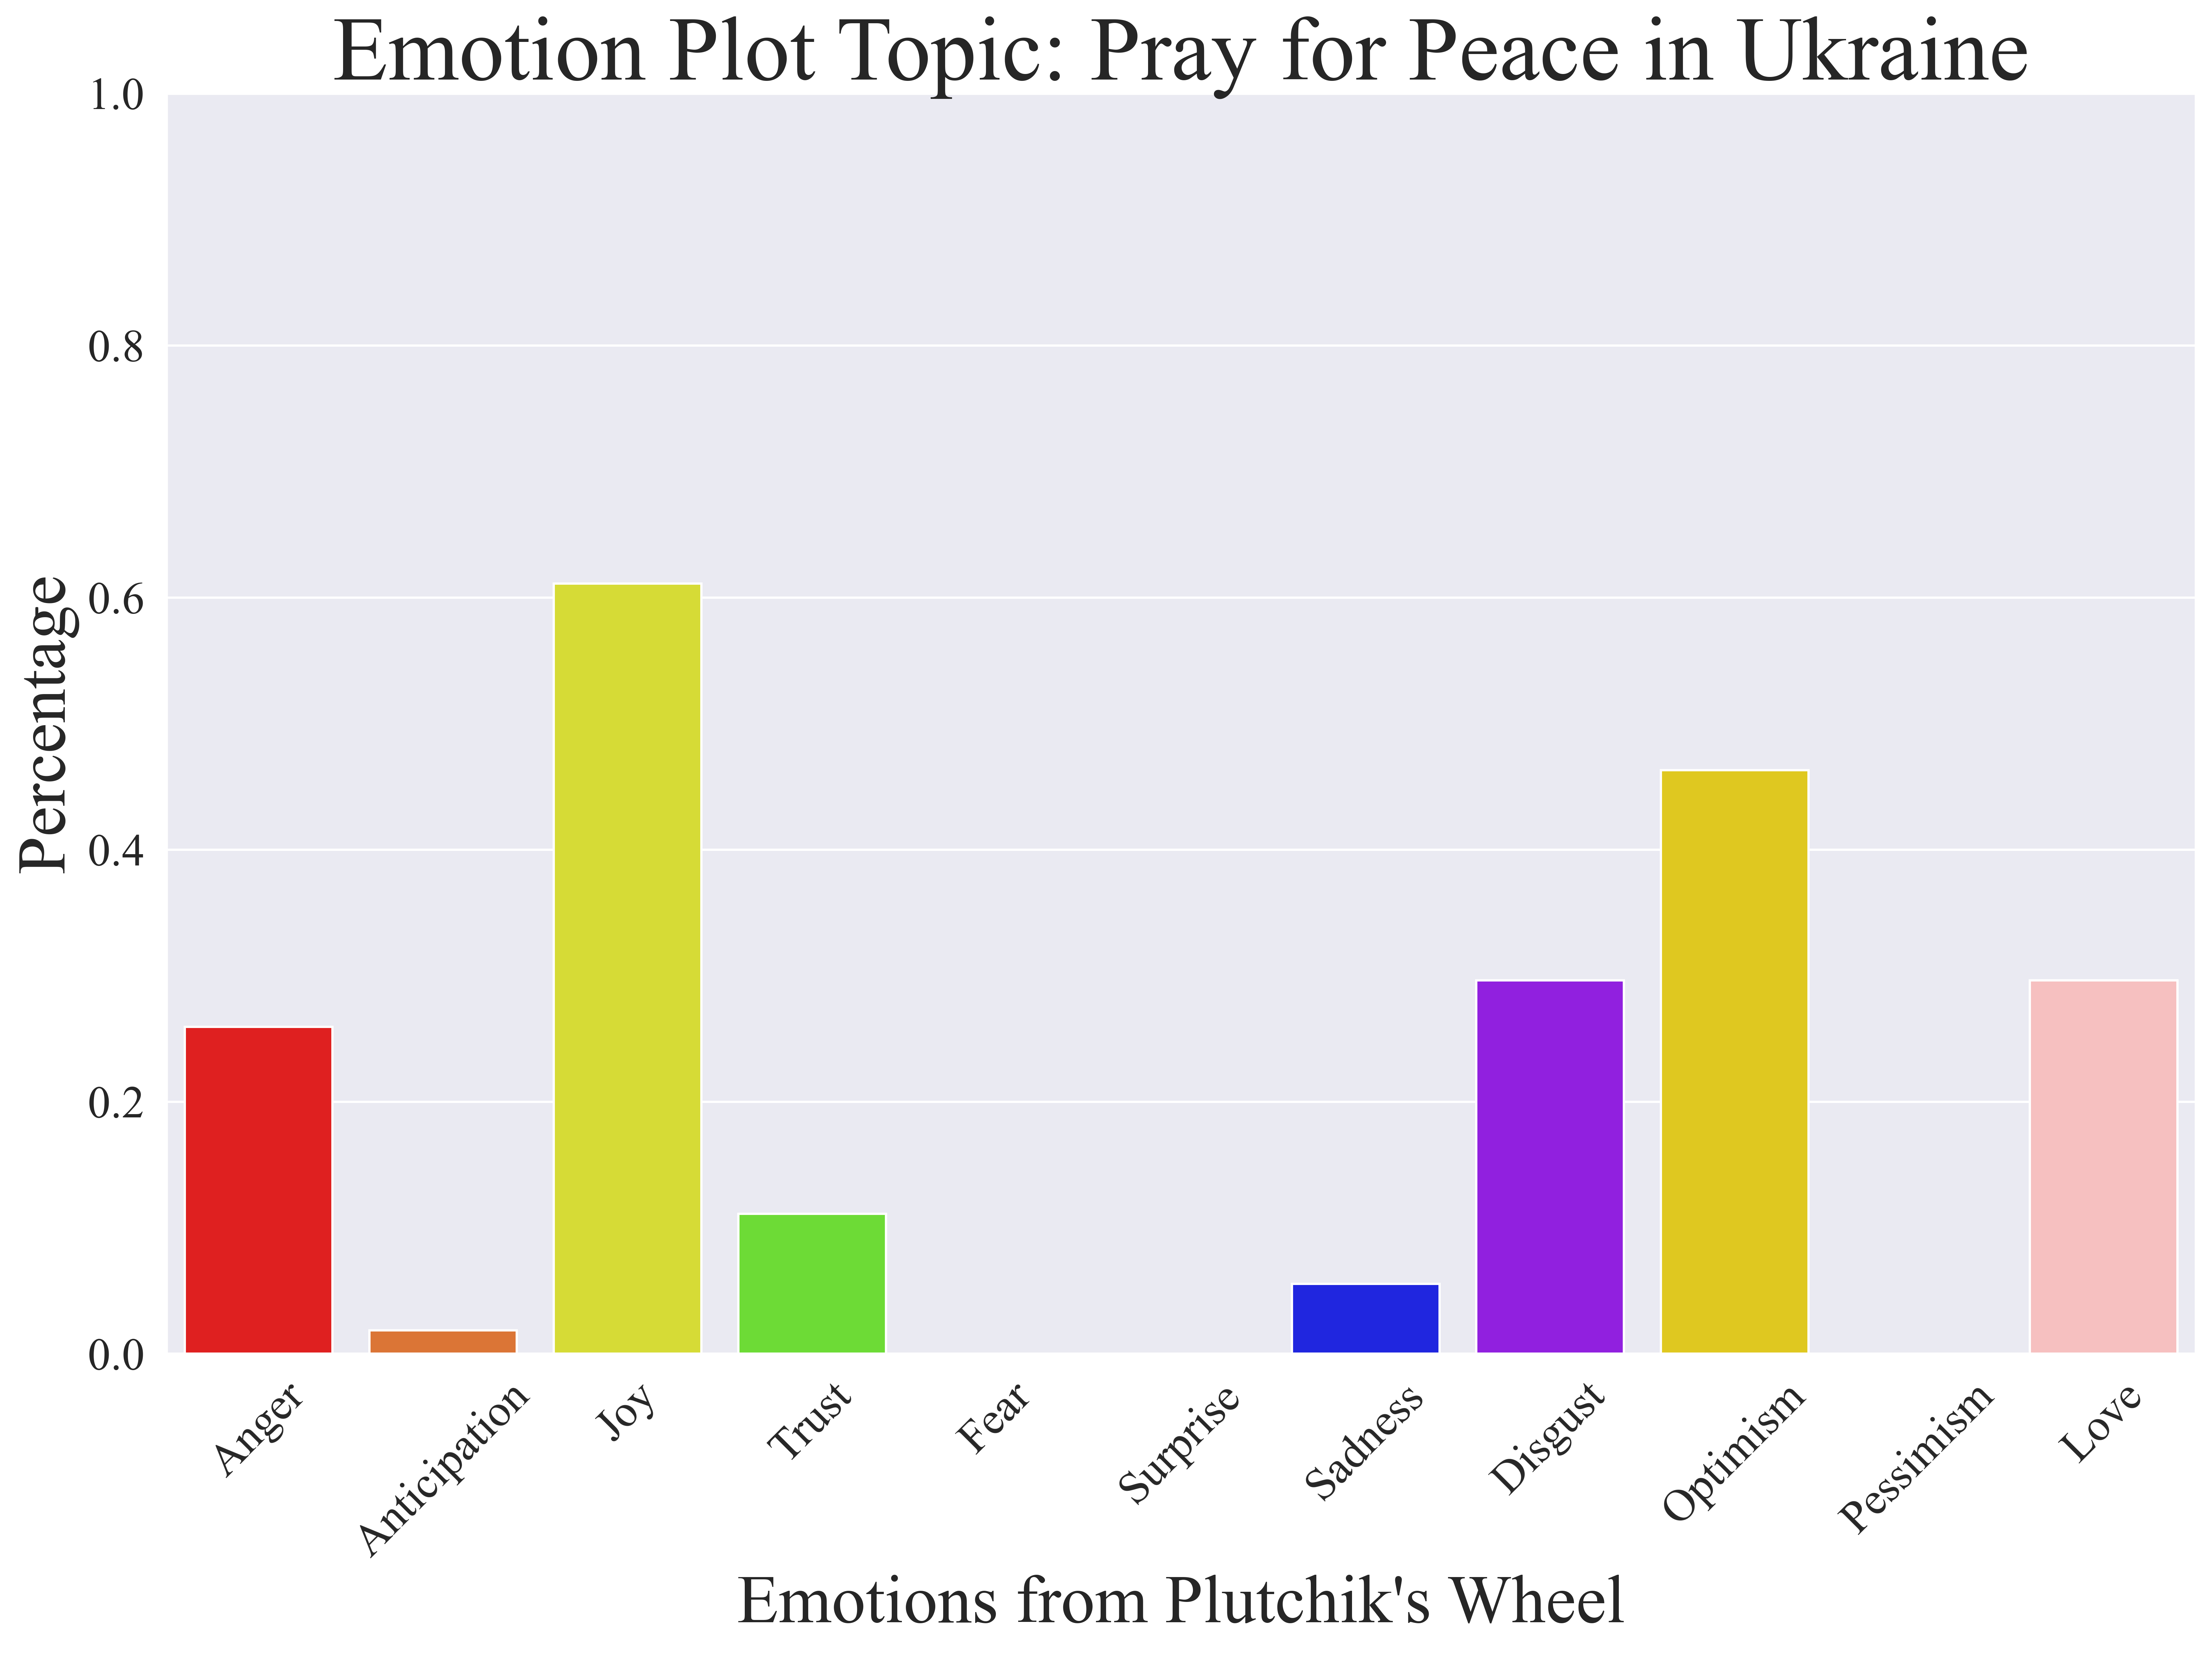 Emotion Plot Topic: Pray for Peace in Ukraine
Percentage
1.0
0.8
0.6
0.4
0.2
0.0
Anger
Anticipation
Joy
Trust
Fear
Surprise
Sadness
Disgust
Optimism
Pessimism
Love
Emotions from Plutchik's Wheel